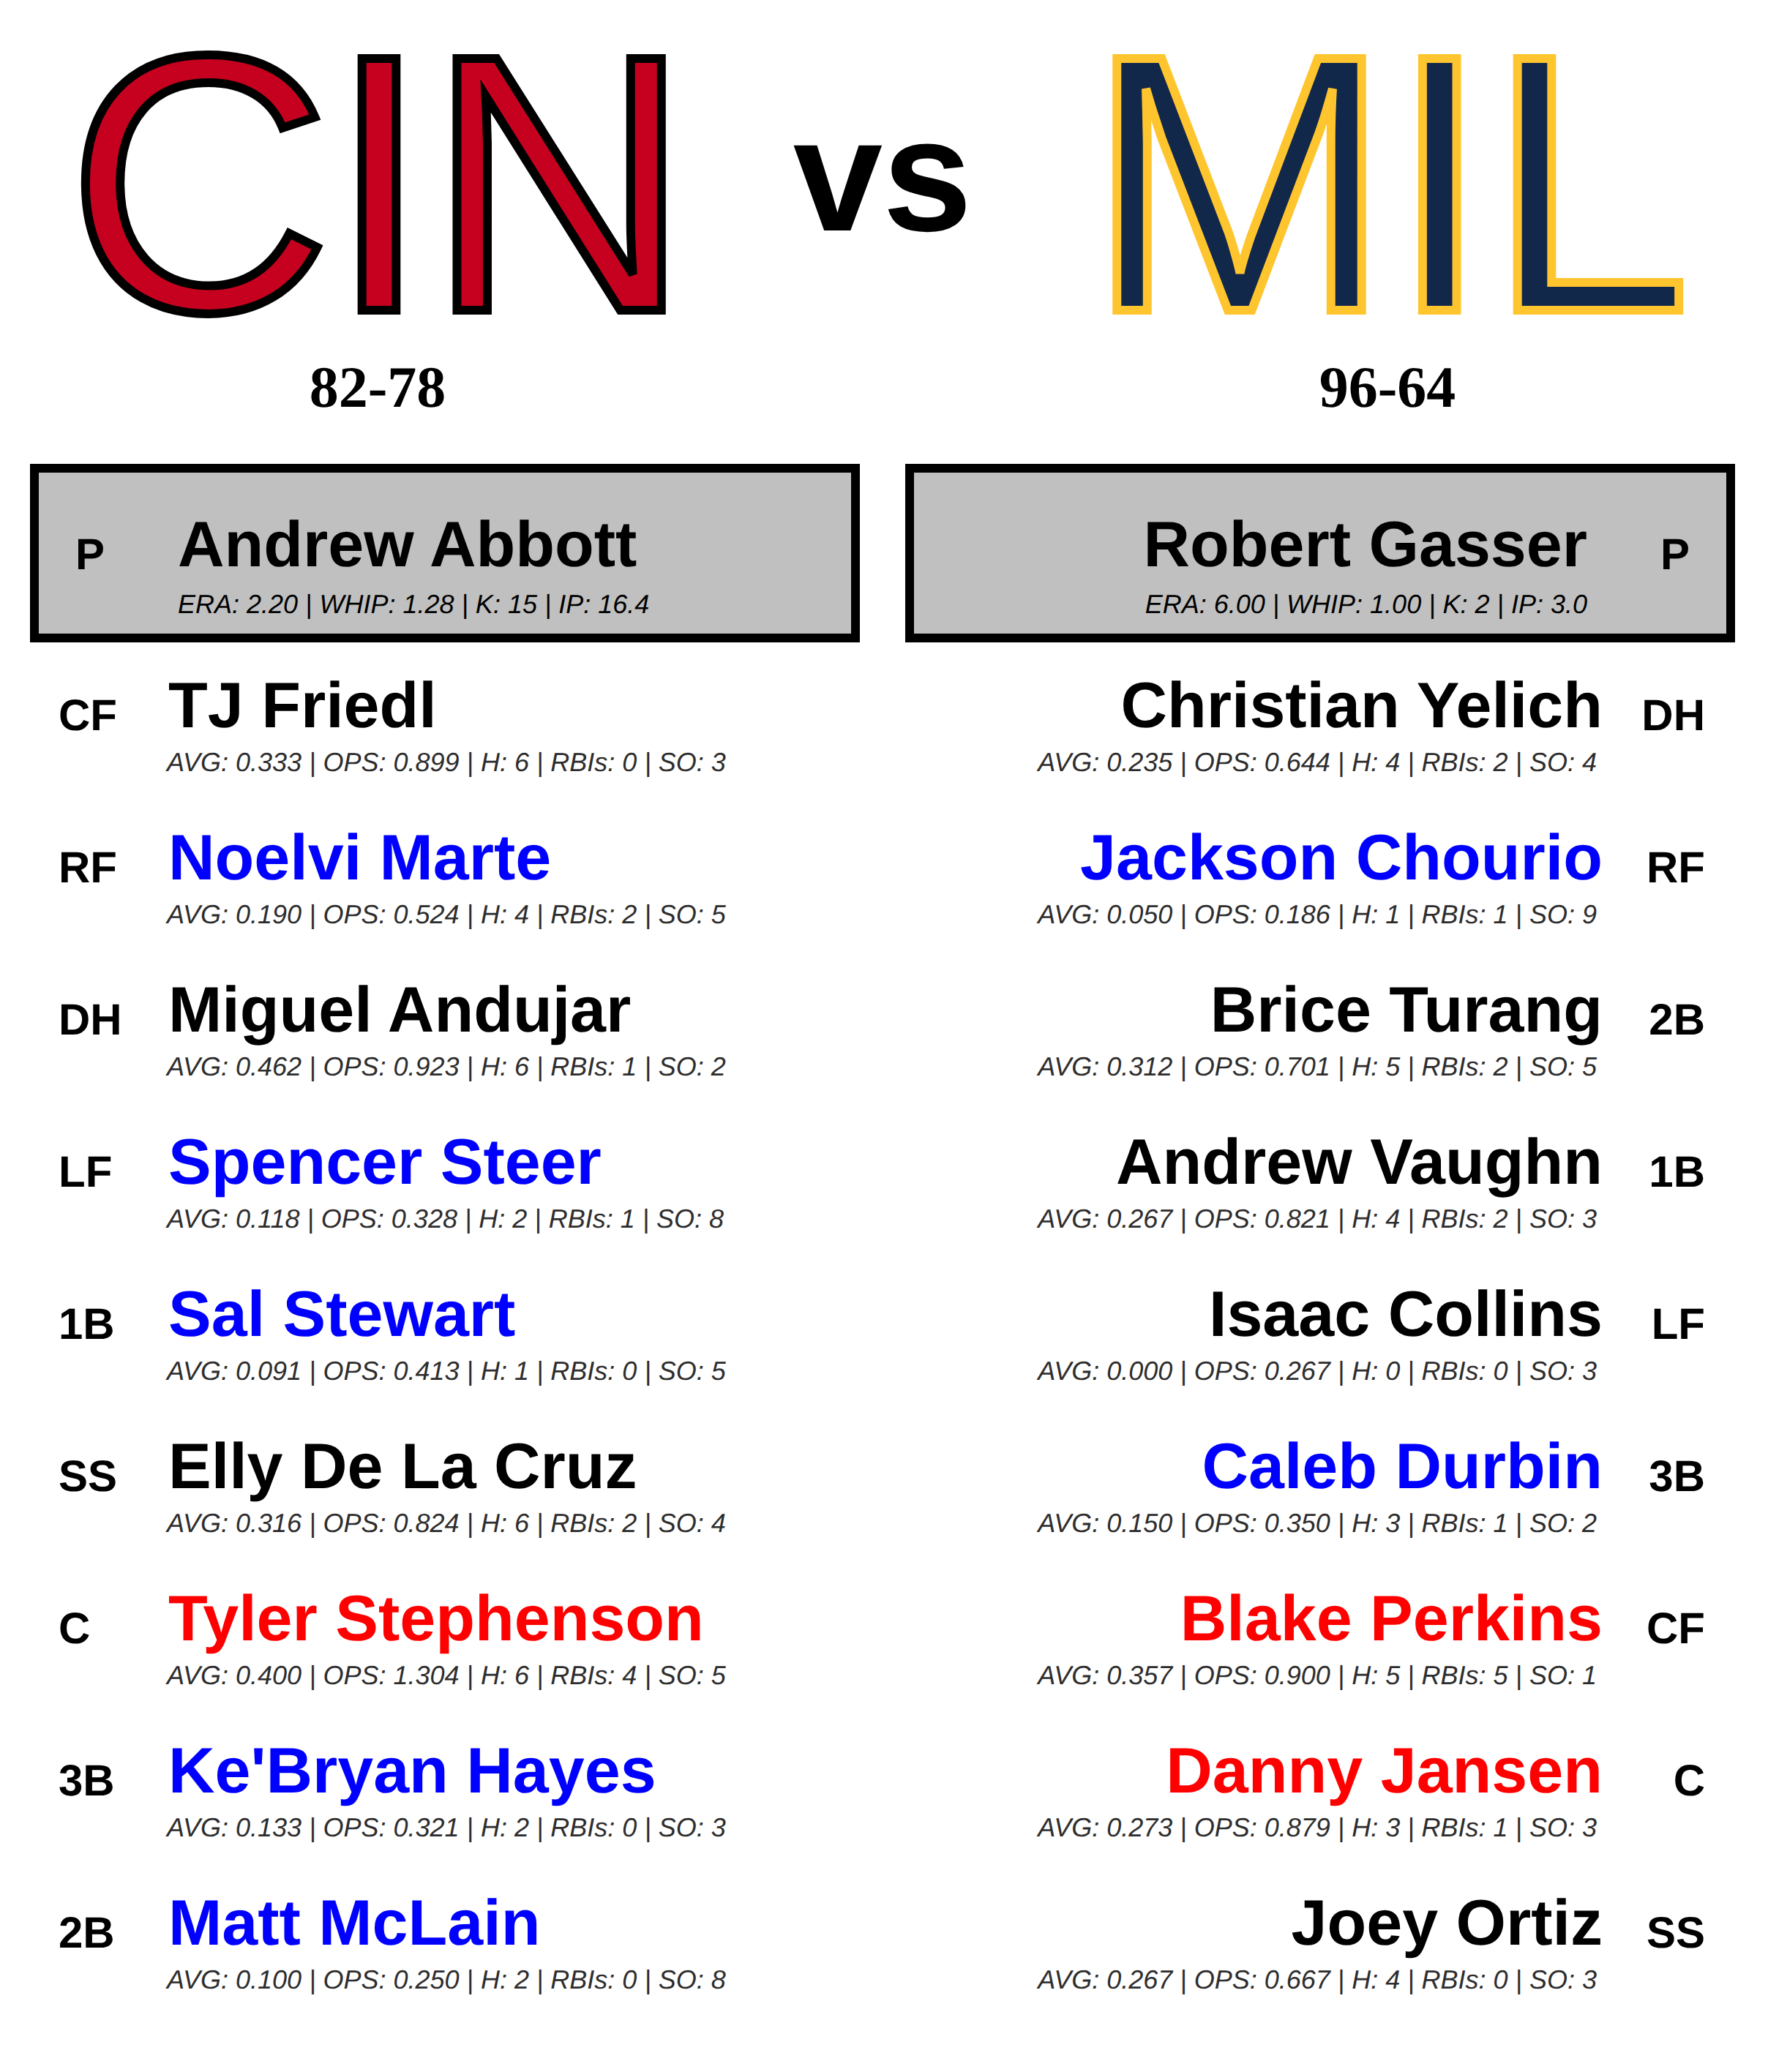 CIN vs MIL
82-78
96-64
P Andrew Abbott
ERA: 2.20 | WHIP: 1.28 | K: 15 | IP: 16.4
Robert Gasser P
ERA: 6.00 | WHIP: 1.00 | K: 2 | IP: 3.0
CF TJ Friedl
AVG: 0.333 | OPS: 0.899 | H: 6 | RBIs: 0 | SO: 3
RF Noelvi Marte
AVG: 0.190 | OPS: 0.524 | H: 4 | RBIs: 2 | SO: 5
DH Miguel Andujar
AVG: 0.462 | OPS: 0.923 | H: 6 | RBIs: 1 | SO: 2
LF Spencer Steer
AVG: 0.118 | OPS: 0.328 | H: 2 | RBIs: 1 | SO: 8
1B Sal Stewart
AVG: 0.091 | OPS: 0.413 | H: 1 | RBIs: 0 | SO: 5
SS Elly De La Cruz
AVG: 0.316 | OPS: 0.824 | H: 6 | RBIs: 2 | SO: 4
C Tyler Stephenson
AVG: 0.400 | OPS: 1.304 | H: 6 | RBIs: 4 | SO: 5
3B Ke'Bryan Hayes
AVG: 0.133 | OPS: 0.321 | H: 2 | RBIs: 0 | SO: 3
2B Matt McLain
AVG: 0.100 | OPS: 0.250 | H: 2 | RBIs: 0 | SO: 8
Christian Yelich DH
AVG: 0.235 | OPS: 0.644 | H: 4 | RBIs: 2 | SO: 4
Jackson Chourio RF
AVG: 0.050 | OPS: 0.186 | H: 1 | RBIs: 1 | SO: 9
Brice Turang 2B
AVG: 0.312 | OPS: 0.701 | H: 5 | RBIs: 2 | SO: 5
Andrew Vaughn 1B
AVG: 0.267 | OPS: 0.821 | H: 4 | RBIs: 2 | SO: 3
Isaac Collins LF
AVG: 0.000 | OPS: 0.267 | H: 0 | RBIs: 0 | SO: 3
Caleb Durbin 3B
AVG: 0.150 | OPS: 0.350 | H: 3 | RBIs: 1 | SO: 2
Blake Perkins CF
AVG: 0.357 | OPS: 0.900 | H: 5 | RBIs: 5 | SO: 1
Danny Jansen C
AVG: 0.273 | OPS: 0.879 | H: 3 | RBIs: 1 | SO: 3
Joey Ortiz SS
AVG: 0.267 | OPS: 0.667 | H: 4 | RBIs: 0 | SO: 3